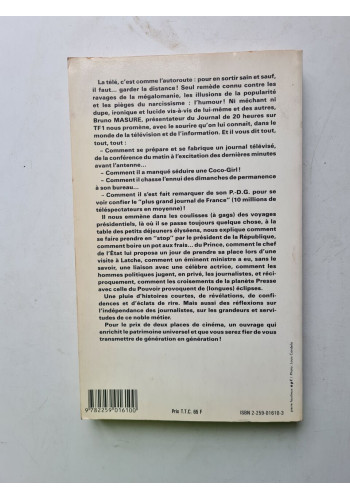 La télé, c'est comme l'autoroute : pour en sortir sain et sauf,
il faut... garder la distance ! Seul remède connu contre les
ravages de la mégalomanie, les illusions de la popularité
et les pièges du narcissisme : l'humour ! Ni méchant ni
dupe, ironique et lucide vis-à-vis de lui-même et des autres,
Bruno MASURE, présentateur du Journal de 20 heures sur
TF1 nous promène, avec le sourire qu'on lui connaît, dans le
monde de la télévision et de l'information. Et il vous dit tout,
tout, tout :
– Comment se prépare et se fabrique un journal télévisé,
de la conférence du matin à l'excitation des dernières minutes
avant l'antenne...
– Comment il a manqué séduire une Coco-Girl !
– Comment il chassa l'ennui des dimanches de permanence
à son bureau...
– Comment il s'est fait remarquer de son P.-D.G. pour se
voir confier le "plus grand journal de France" (10 millions de
téléspectateurs en moyenne) !
Il nous emmène dans les coulisses (à gags) des voyages
présidentiels, là où il se passe toujours quelque chose, à la
table des petits déjeuners élyséens, nous explique comment
se faire prendre en "stop" par le président de la République,
comment boire un pot aux frais... du Prince, comment le chef
de l'État lui proposa un jour de prendre sa place lors d'une
visite à Latche, comment un éminent ministre a eu, sans le
savoir, une liaison avec une célèbre actrice, comment les
hommes politiques jugent, en privé, les journalistes, et réci-
proquement, comment les croisements de la planète Presse
avec celle du Pouvoir provoquent de (longues) éclipses.
Une pluie d'histoires courtes, de révélations, de confi-
dences et d'éclats de rire. Mais aussi des réflexions sur
l'indépendance des journalistes, sur les grandeurs et servi-
tudes de ce noble métier.
Pour le prix de deux places de cinéma, un ouvrage qui
enrichit le patrimoine universel et que vous serez fier de vous
transmettre de génération en génération !
9 782259 016100
Prix T.T.C. 69 F
ISBN 2-259-01610-3